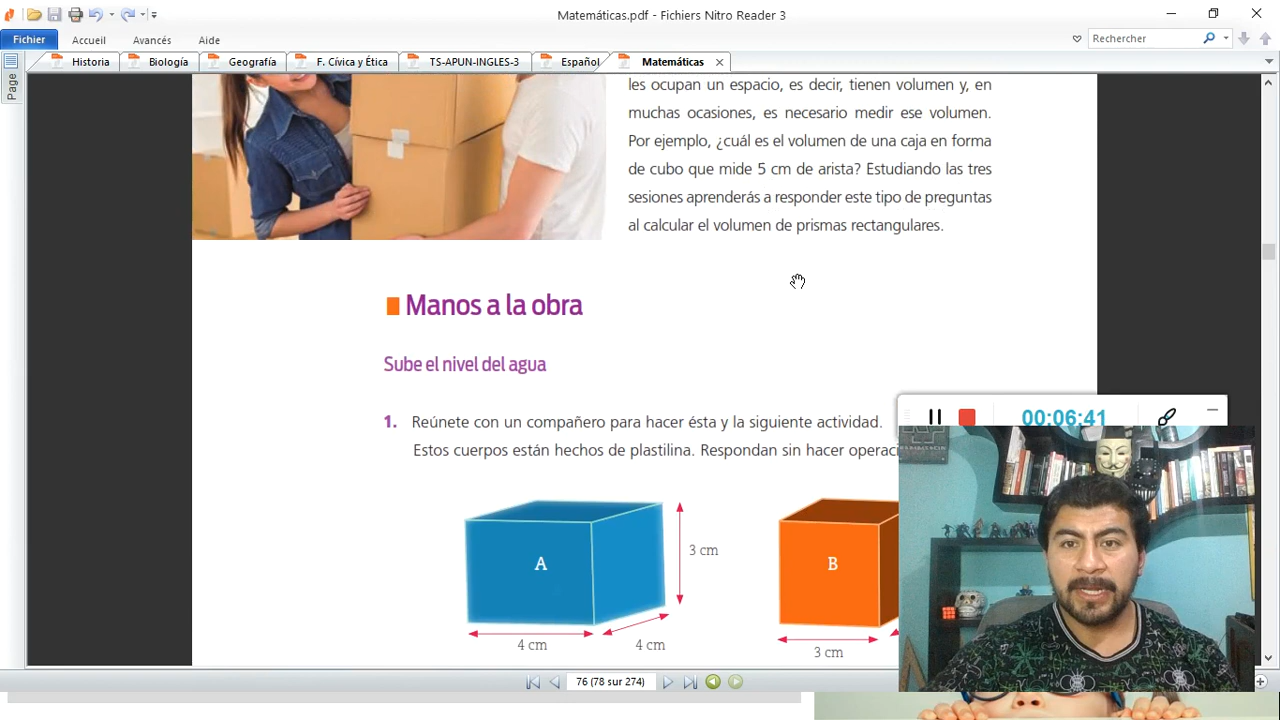 Matemáticas.pdf - Fichiers Nitro Reader 3
Fichier Accueil Avancés Aide Rechercher
Page Historia Biología Geografía F. Cívica y Ética TS-APUN-INGLES-3 Español Matemáticas
les ocupan un espacio, es decir, tienen volumen y, en
muchas ocasiones, es necesario medir ese volumen.
Por ejemplo, ¿cuál es el volumen de una caja en forma
de cubo que mide 5 cm de arista? Estudiando las tres
sesiones aprenderás a responder este tipo de preguntas
al calcular el volumen de prismas rectangulares.
Manos a la obra
Sube el nivel del agua
1. Reúnete con un compañero para hacer ésta y la siguiente actividad.
Estos cuerpos están hechos de plastilina. Respondan sin hacer operaci
00:06:41
A
3 cm
4 cm
4 cm
B
3 cm
76 (78 sur 274)